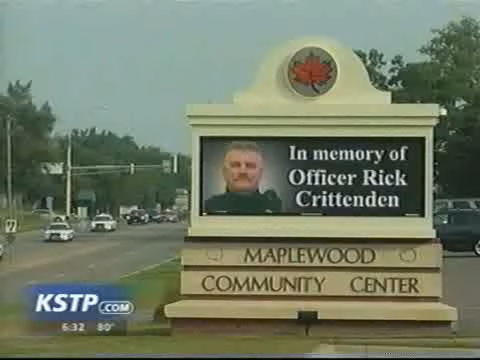 In memory of
Officer Rick
Crittenden
MAPLEWOOD
COMMUNITY CENTER
KSTP.COM
6:32 80°